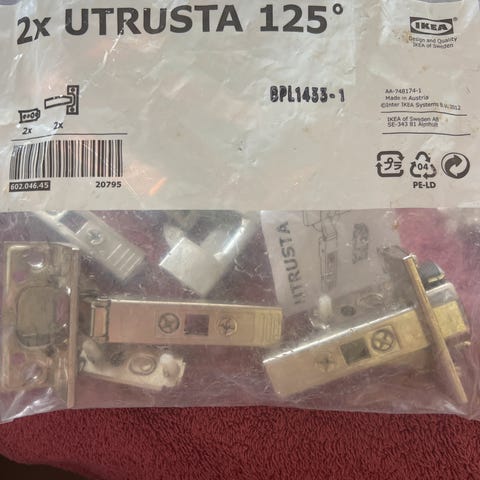 2x UTRUSTA 125°
IKEA
Design and Quality
IKEA of Sweden
BPL1433-1
AA-748174-1
Made in Austria
©Inter IKEA Systems B.V. 2012
IKEA of Sweden AB
SE-343 81 Älmhult
2x 2x
602.046.45 20795
04
PE-LD
UTRUSTA